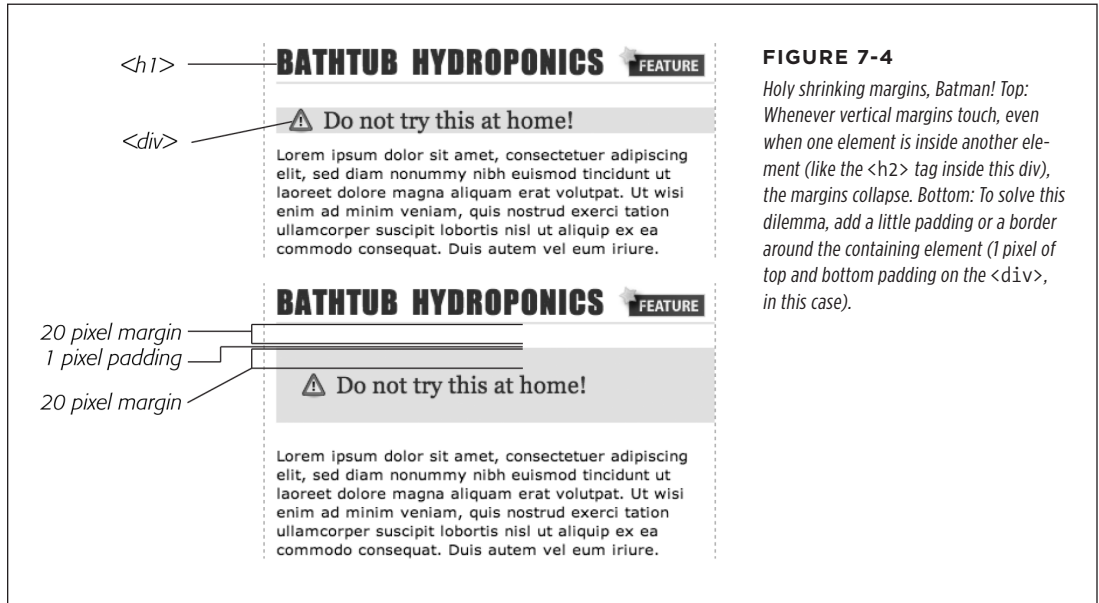 <h1>
BATHTUB HYDROPONICS FEATURE
<div>
Do not try this at home!
Lorem ipsum dolor sit amet, consectetuer adipiscing
elit, sed diam nonummy nibh euismod tincidunt ut
laoreet dolore magna aliquam erat volutpat. Ut wisi
enim ad minim veniam, quis nostrud exerci tation
ullamcorper suscipit lobortis nisl ut aliquip ex ea
commodo consequat. Duis autem vel eum iriure.
BATHTUB HYDROPONICS FEATURE
20 pixel margin
1 pixel padding
20 pixel margin
Do not try this at home!
Lorem ipsum dolor sit amet, consectetuer adipiscing
elit, sed diam nonummy nibh euismod tincidunt ut
laoreet dolore magna aliquam erat volutpat. Ut wisi
enim ad minim veniam, quis nostrud exerci tation
ullamcorper suscipit lobortis nisl ut aliquip ex ea
commodo consequat. Duis autem vel eum iriure.
FIGURE 7-4
Holy shrinking margins, Batman! Top:
Whenever vertical margins touch, even
when one element is inside another ele-
ment (like the <h2> tag inside this div),
the margins collapse. Bottom: To solve this
dilemma, add a little padding or a border
around the containing element (1 pixel of
top and bottom padding on the <div>,
in this case).